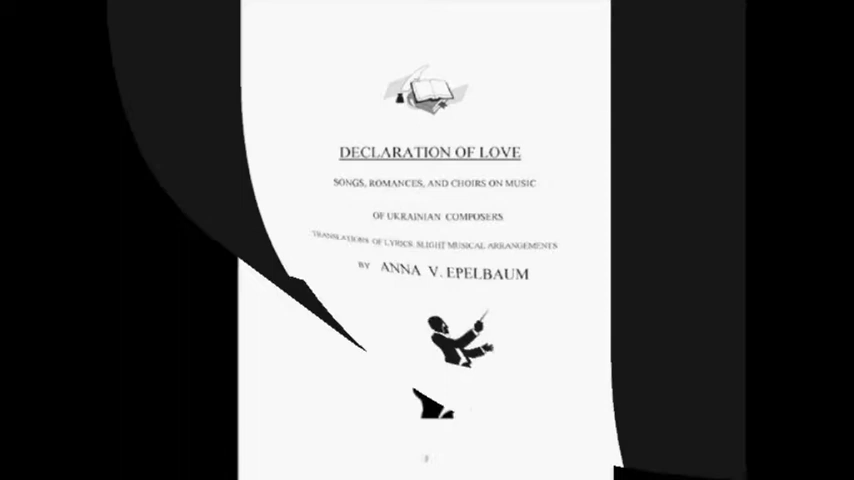 DECLARATION OF LOVE
SONGS, ROMANCES, AND CHOIRS ON MUSIC
OF UKRAINIAN COMPOSERS
TRANSLATIONS OF LYRICS, SLIGHT MUSICAL ARRANGEMENTS
BY ANNA V. EPELBAUM